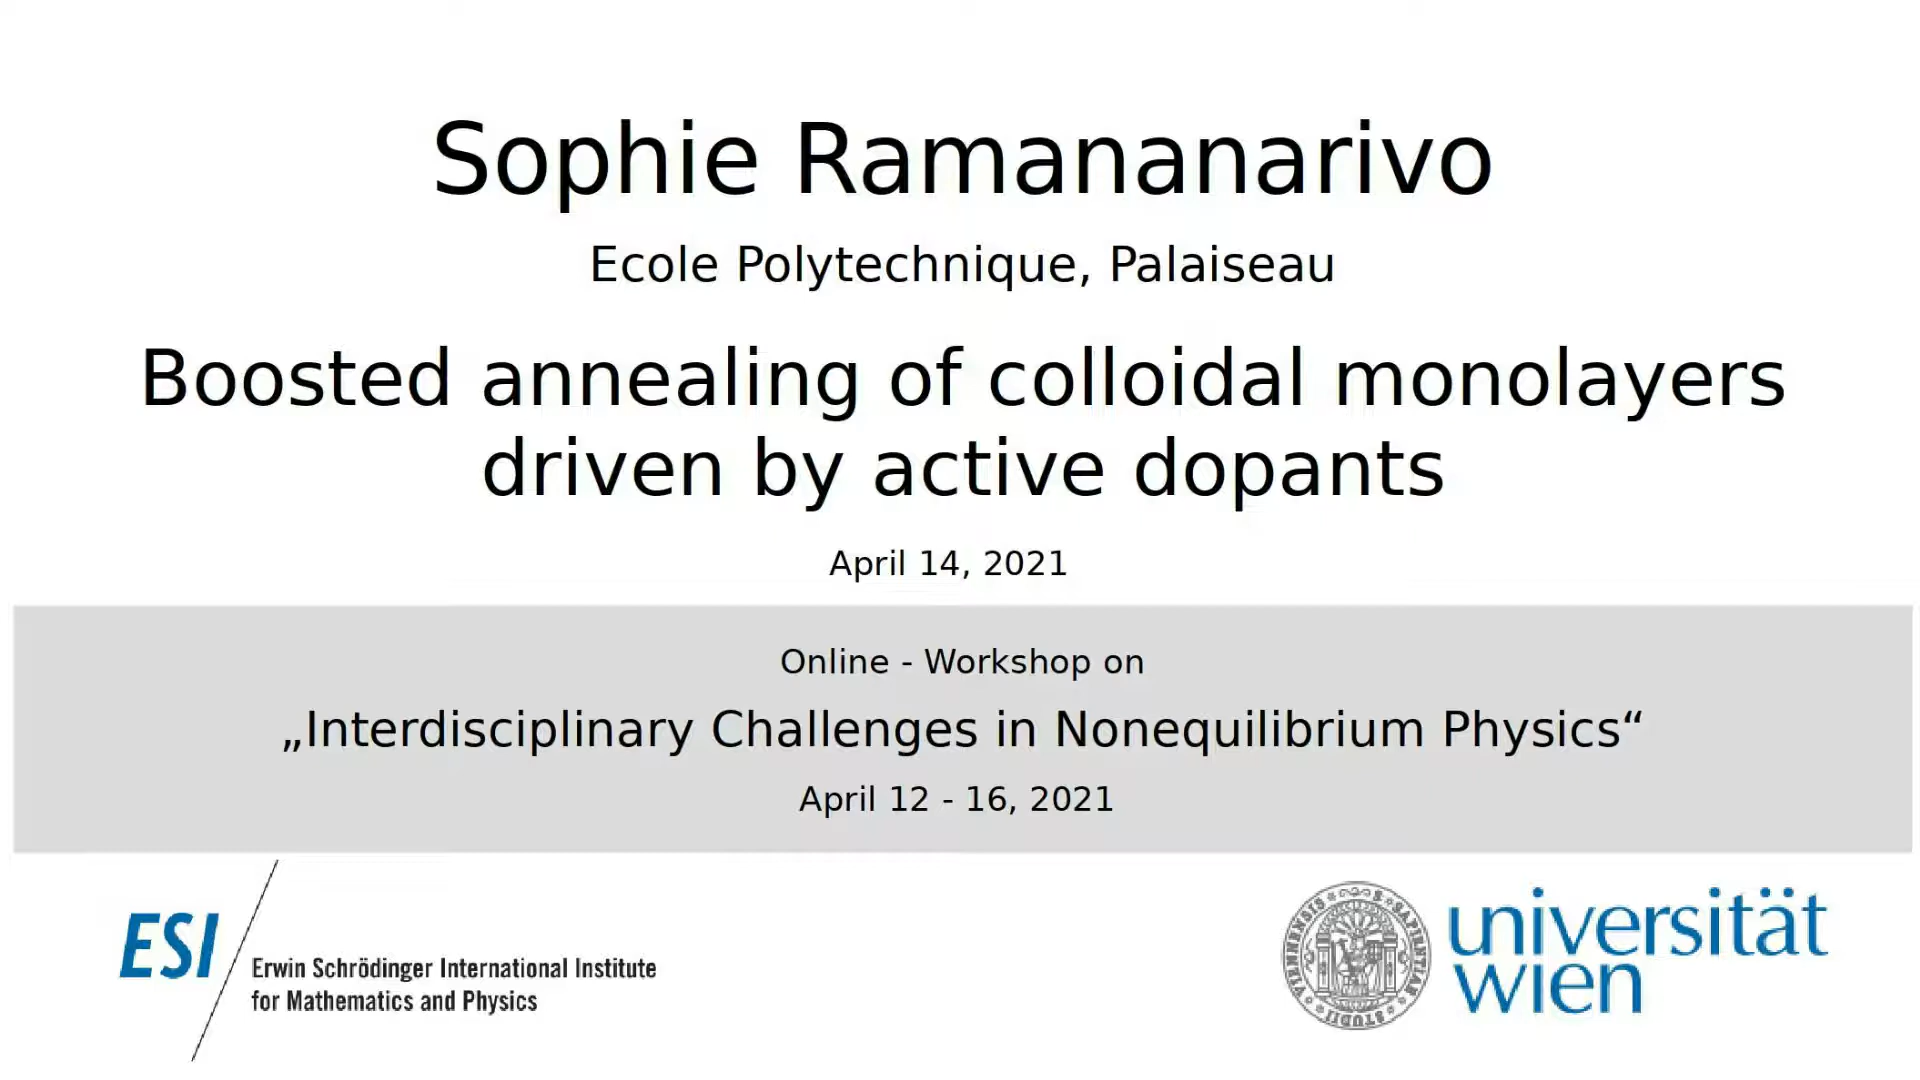 Sophie Ramananarivo
Ecole Polytechnique, Palaiseau
Boosted annealing of colloidal monolayers
driven by active dopants
April 14, 2021
Online - Workshop on
„Interdisciplinary Challenges in Nonequilibrium Physics“
April 12 - 16, 2021
ESI
Erwin Schrödinger International Institute
for Mathematics and Physics
universität
wien